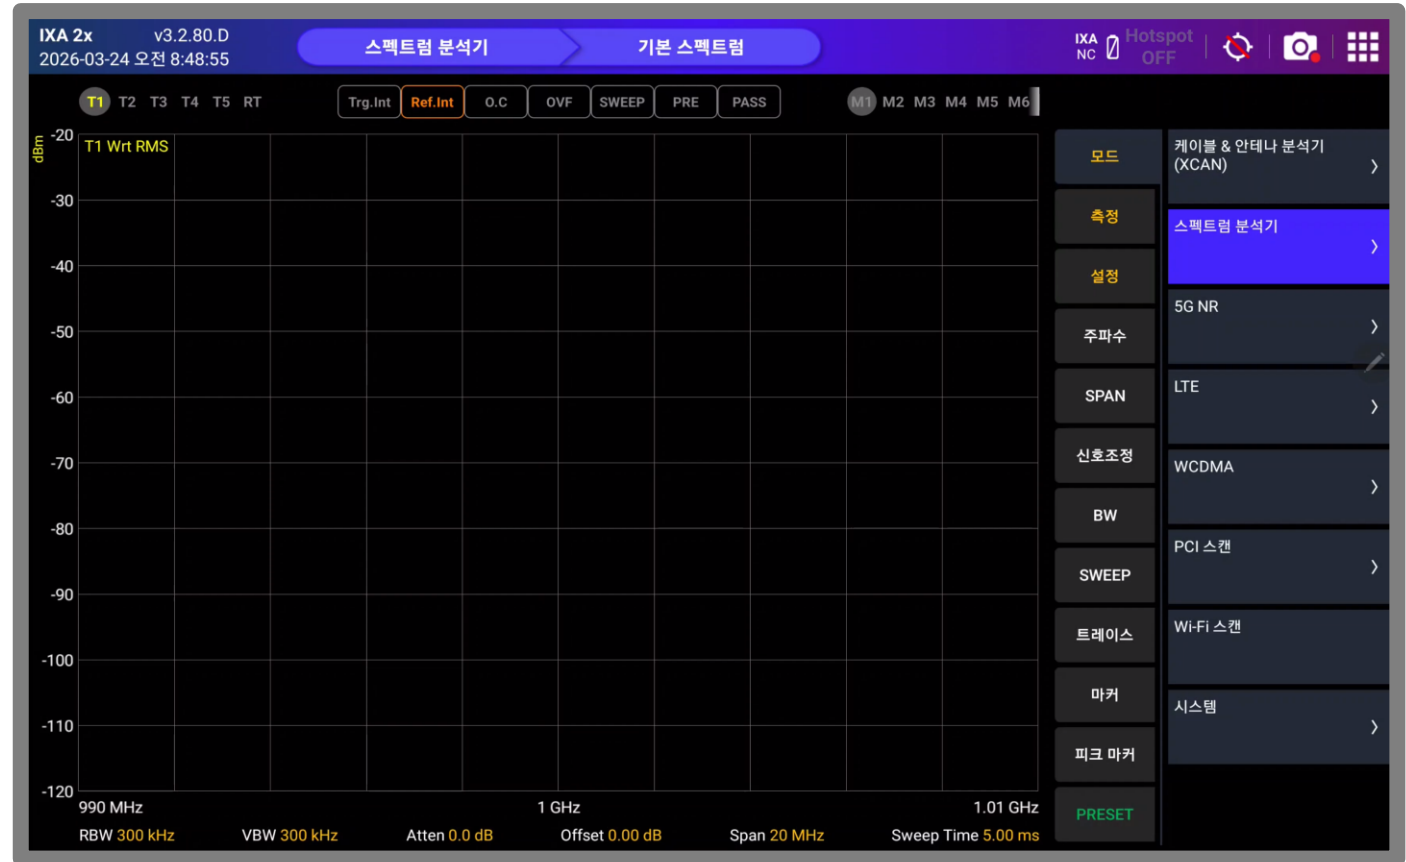 IXA 2x v3.2.80.D
2026-03-24 오전 8:48:55
스펙트럼 분석기
기본 스펙트럼
IXA
NC
Hotspot
OFF
T1 T2 T3 T4 T5 RT
Trg.Int Ref.Int O.C OVF SWEEP PRE PASS
M1 M2 M3 M4 M5 M6
dBm
T1 Wrt RMS
-20
-30
-40
-50
-60
-70
-80
-90
-100
-110
-120
990 MHz 1 GHz 1.01 GHz
RBW 300 kHz VBW 300 kHz Atten 0.0 dB Offset 0.00 dB Span 20 MHz Sweep Time 5.00 ms
모드
측정
설정
주파수
SPAN
신호조정
BW
SWEEP
트레이스
마커
피크 마커
PRESET
케이블 & 안테나 분석기
(XCAN)
스펙트럼 분석기
5G NR
LTE
WCDMA
PCI 스캔
Wi-Fi 스캔
시스템